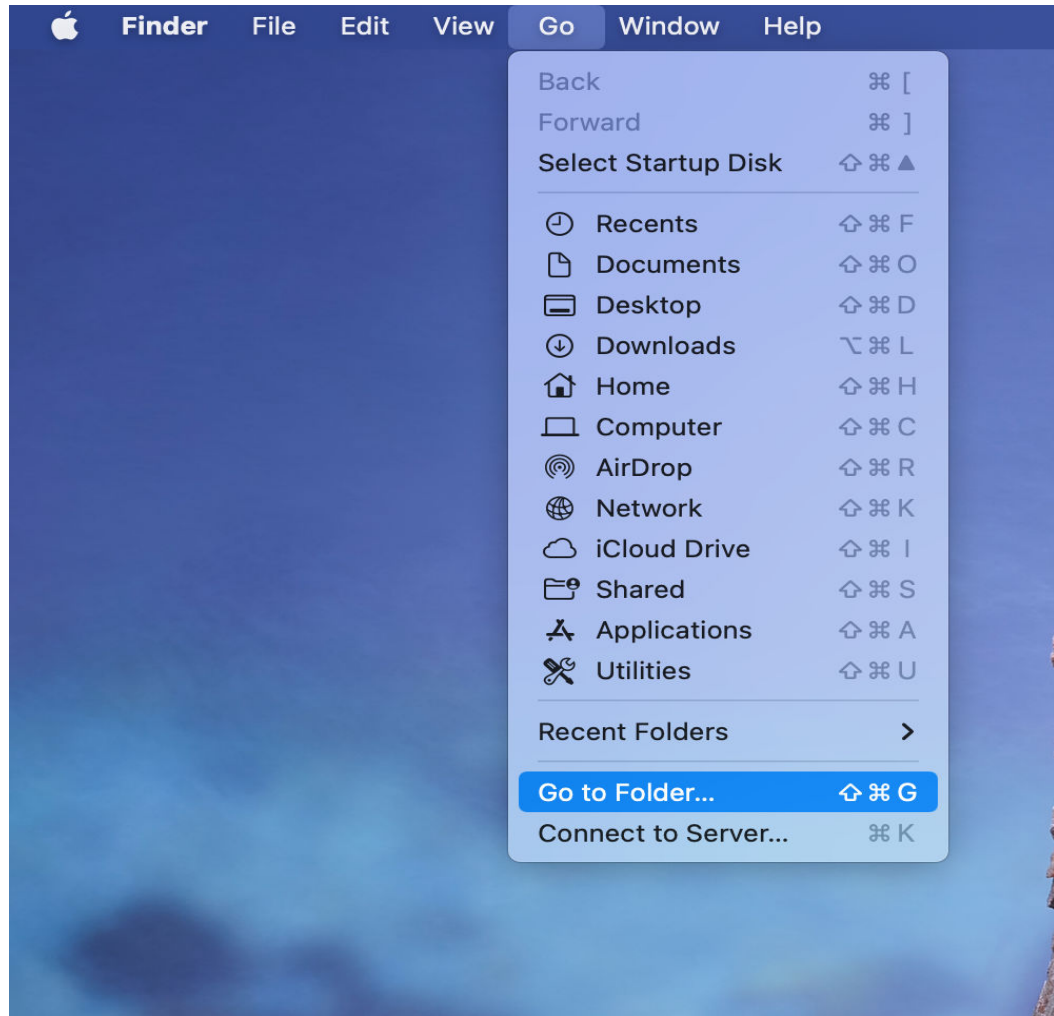 Finder File Edit View Go Window Help
Back ⌘ [
Forward ⌘ ]
Select Startup Disk ⇧ ⌘ ▲
Recents ⇧ ⌘ F
Documents ⇧ ⌘ O
Desktop ⇧ ⌘ D
Downloads ⌥ ⌘ L
Home ⇧ ⌘ H
Computer ⇧ ⌘ C
AirDrop ⇧ ⌘ R
Network ⇧ ⌘ K
iCloud Drive ⇧ ⌘ I
Shared ⇧ ⌘ S
Applications ⇧ ⌘ A
Utilities ⇧ ⌘ U
Recent Folders >
Go to Folder... ⇧ ⌘ G
Connect to Server... ⌘ K